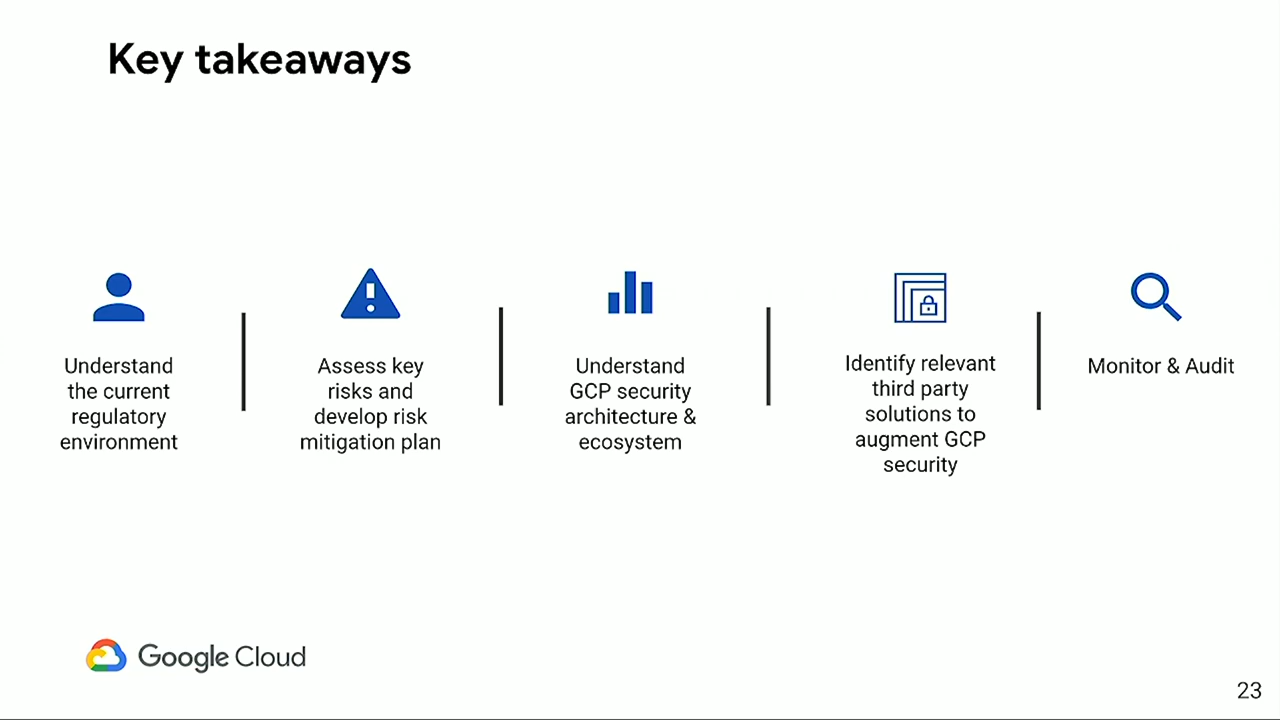 Key takeaways
Understand
the current
regulatory
environment
Assess key
risks and
develop risk
mitigation plan
Understand
GCP security
architecture &
ecosystem
Identify relevant
third party
solutions to
augment GCP
security
Monitor & Audit
Google Cloud
23